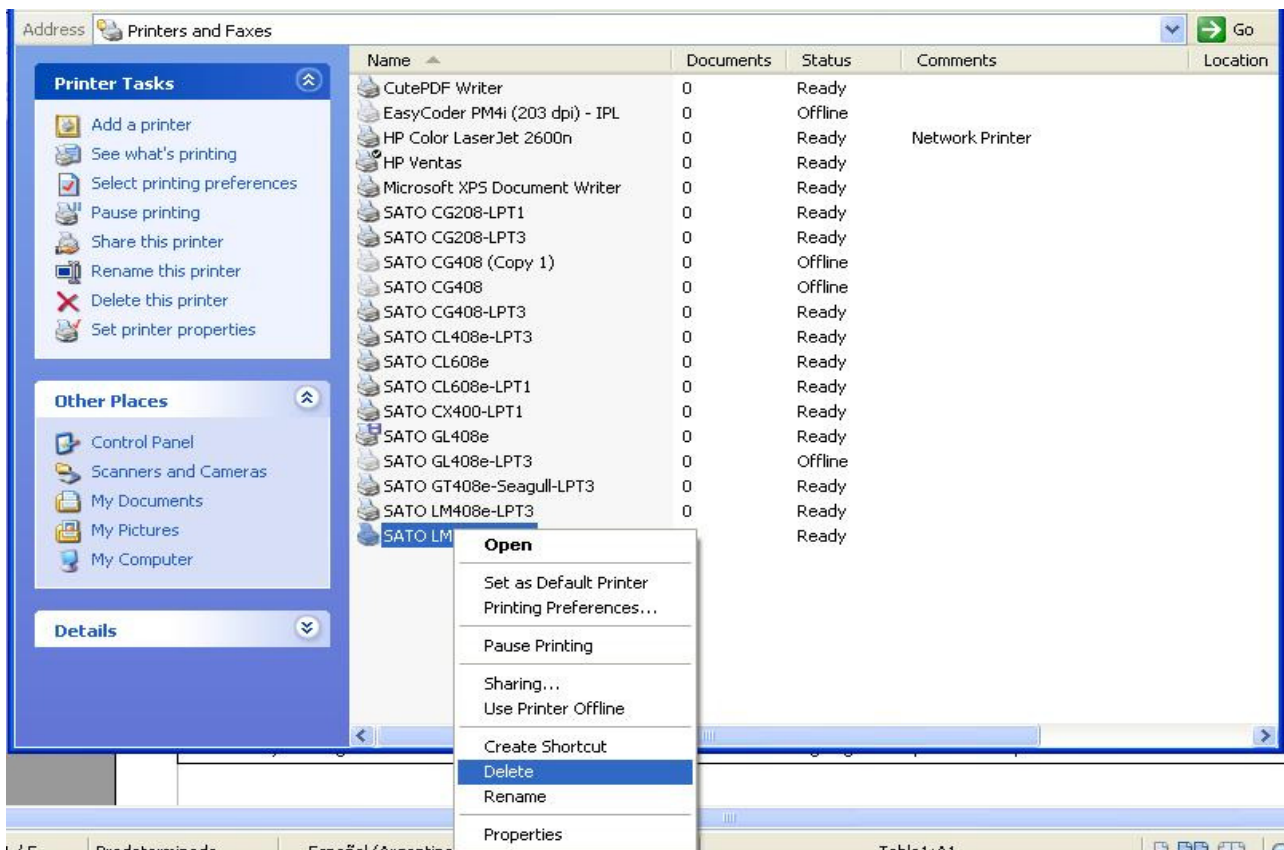 Address Printers and Faxes Go
Name Documents Status Comments Location
Printer Tasks
Add a printer
See what's printing
Select printing preferences
Pause printing
Share this printer
Rename this printer
Delete this printer
Set printer properties
Other Places
Control Panel
Scanners and Cameras
My Documents
My Pictures
My Computer
Details
CutePDF Writer 0 Ready
EasyCoder PM4i (203 dpi) - IPL 0 Offline
HP Color LaserJet 2600n 0 Ready Network Printer
HP Ventas 0 Ready
Microsoft XPS Document Writer 0 Ready
SATO CG208-LPT1 0 Ready
SATO CG208-LPT3 0 Ready
SATO CG408 (Copy 1) 0 Offline
SATO CG408 0 Offline
SATO CG408-LPT3 0 Ready
SATO CL408e-LPT3 0 Ready
SATO CL608e 0 Ready
SATO CL608e-LPT1 0 Ready
SATO CX400-LPT1 0 Ready
SATO GL408e 0 Ready
SATO GL408e-LPT3 0 Offline
SATO GT408e-Seagull-LPT3 0 Ready
SATO LM408e-LPT3 0 Ready
SATO LM Ready
Open
Set as Default Printer
Printing Preferences...
Pause Printing
Sharing...
Use Printer Offline
Create Shortcut
Delete
Rename
Properties